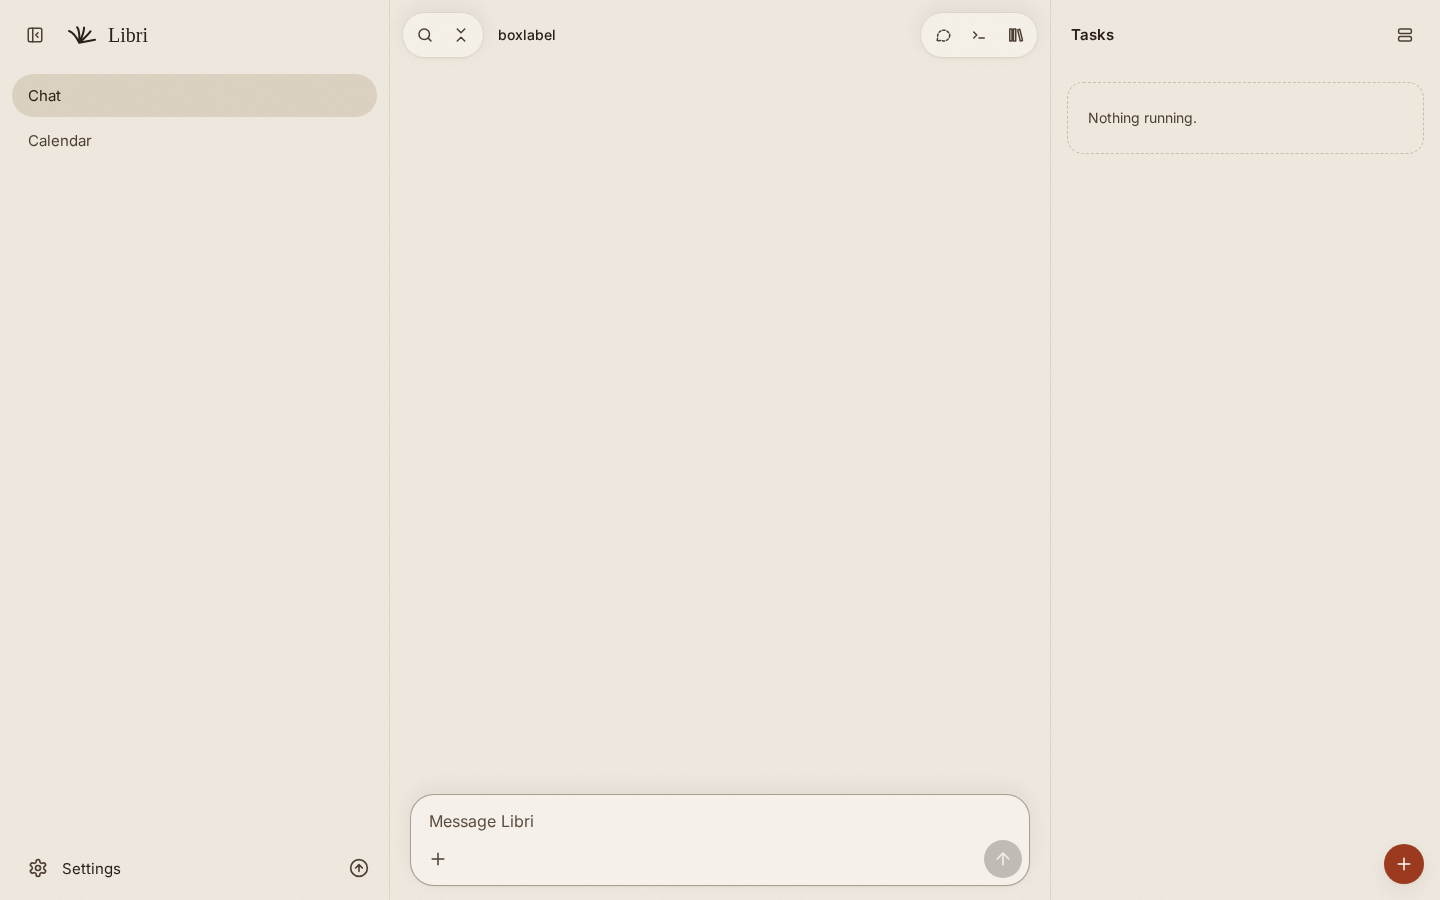 Libri
Chat
Calendar
Settings
boxlabel
Message Libri
Tasks
Nothing running.